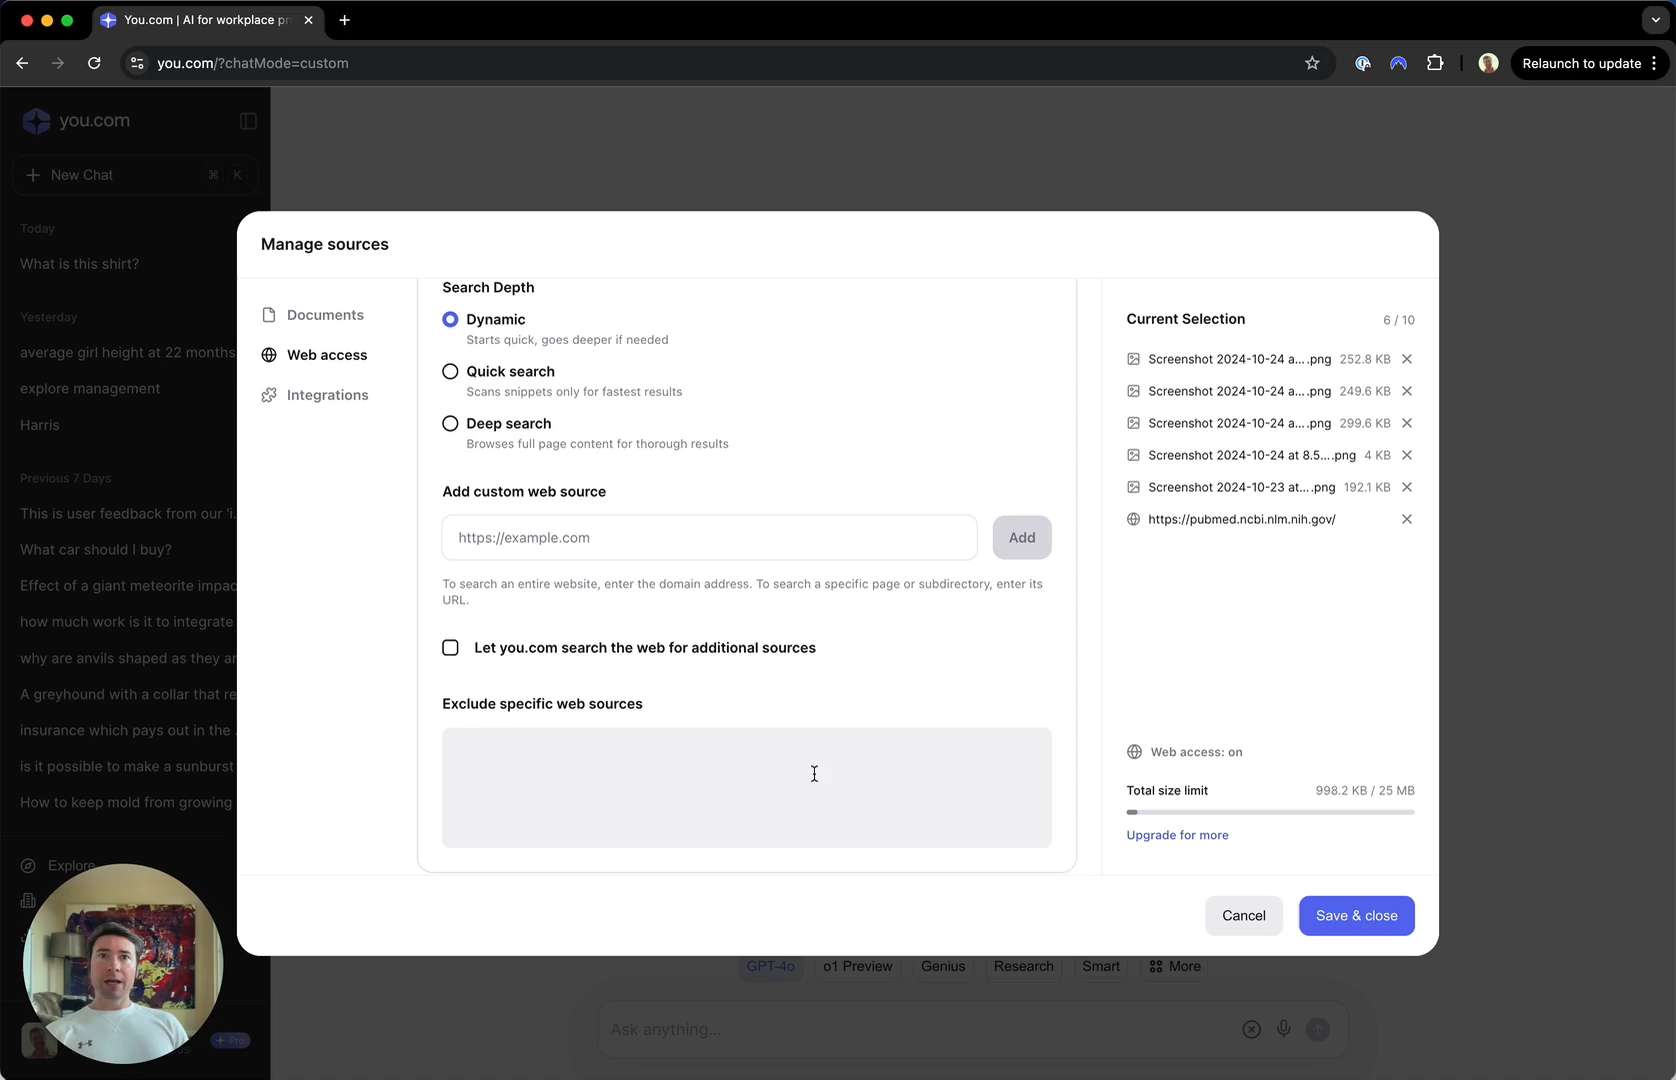 You.com | AI for workplace pr
you.com/?chatMode=custom
Relaunch to update
you.com
New Chat
⌘ K
Today
What is this shirt?
Yesterday
average girl height at 22 months
explore management
Harris
Previous 7 Days
This is user feedback from our 'i.
What car should I buy?
Effect of a giant meteorite impac
how much work is it to integrate
why are anvils shaped as they ar
A greyhound with a collar that re
insurance which pays out in the .
is it possible to make a sunburst
How to keep mold from growing
Explore
+ Pro
Manage sources
Documents
Web access
Integrations
Search Depth
Dynamic
Starts quick, goes deeper if needed
Quick search
Scans snippets only for fastest results
Deep search
Browses full page content for thorough results
Add custom web source
https://example.com
Add
To search an entire website, enter the domain address. To search a specific page or subdirectory, enter its
URL.
Let you.com search the web for additional sources
Exclude specific web sources
Current Selection 6 / 10
Screenshot 2024-10-24 a... .png 252.8 KB
Screenshot 2024-10-24 a... .png 249.6 KB
Screenshot 2024-10-24 a... .png 299.6 KB
Screenshot 2024-10-24 at 8.5... .png 4 KB
Screenshot 2024-10-23 at... .png 192.1 KB
https://pubmed.ncbi.nlm.nih.gov/
Web access: on
Total size limit 998.2 KB / 25 MB
Upgrade for more
Cancel
Save & close
GPT-4o
o1 Preview
Genius
Research
Smart
More
Ask anything...